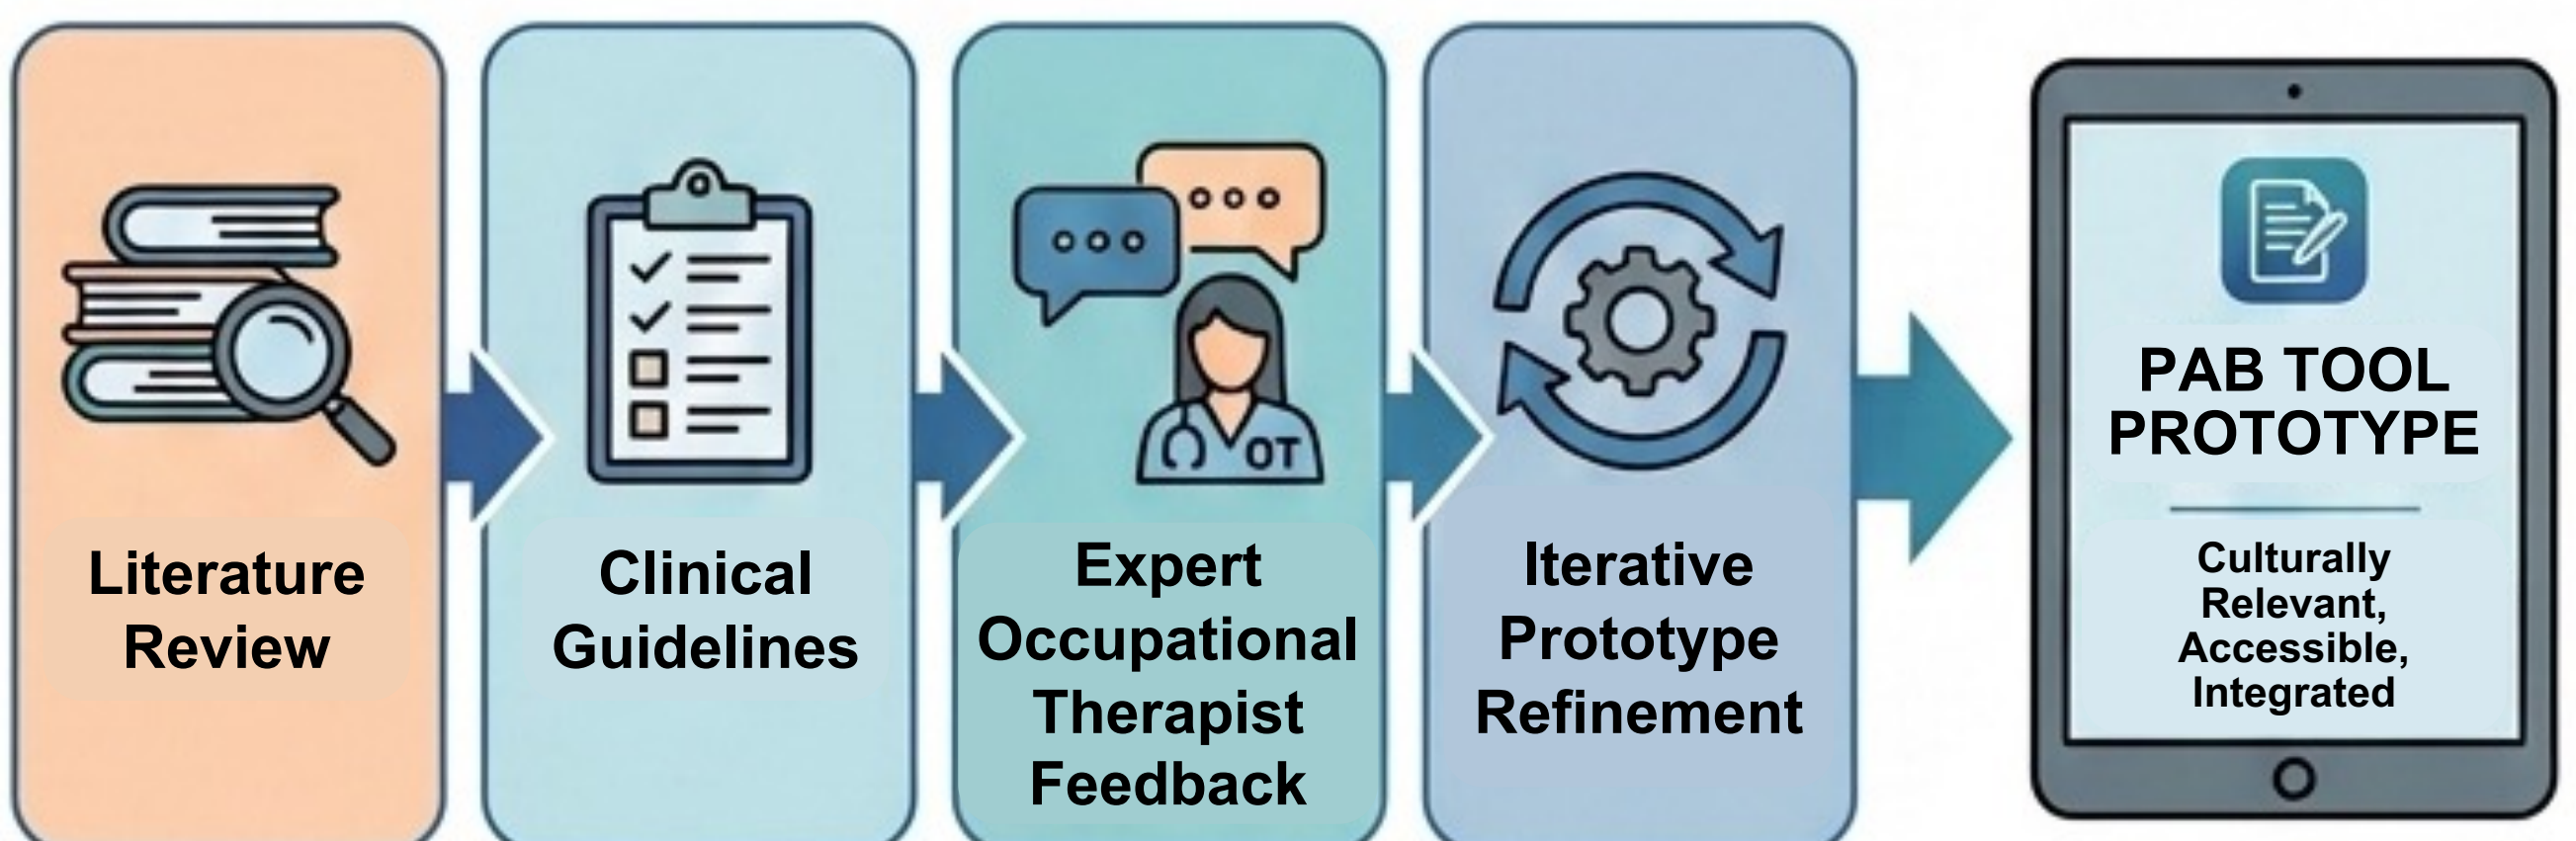 Literature
Review
Clinical
Guidelines
OT
Expert
Occupational
Therapist
Feedback
Iterative
Prototype
Refinement
PAB TOOL
PROTOTYPE
Culturally
Relevant,
Accessible,
Integrated